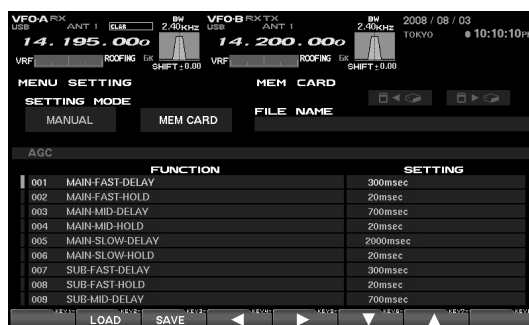 VFO-A RX VFO-B RX TX 2008 / 08 / 03
USB ANT 1 CLAR BW 2.40KHz USB ANT 1 BW 2.40KHz TOKYO 10:10:10PM
14. 195. 000 14. 200. 000
VRF ROOFING 6K SHIFT ± 0.00 VRF ROOFING 6K SHIFT ± 0.00
MENU SETTING MEM CARD
SETTING MODE
MANUAL MEM CARD FILE NAME
AGC
FUNCTION SETTING
001 MAIN-FAST-DELAY 300msec
002 MAIN-FAST-HOLD 20msec
003 MAIN-MID-DELAY 700msec
004 MAIN-MID-HOLD 20msec
005 MAIN-SLOW-DELAY 2000msec
006 MAIN-SLOW-HOLD 20msec
007 SUB-FAST-DELAY 300msec
008 SUB-FAST-HOLD 20msec
009 SUB-MID-DELAY 700msec
LOAD SAVE